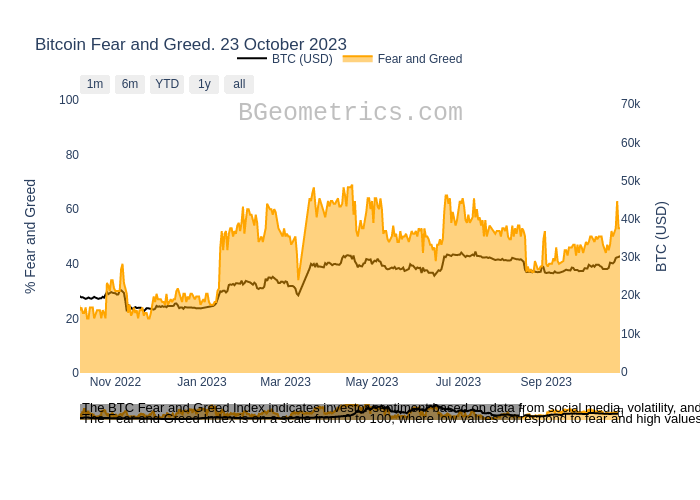 Bitcoin Fear and Greed. 23 October 2023
BTC (USD) Fear and Greed
1m 6m YTD 1y all
BGeometrics.com
100
80
60
40
20
0
% Fear and Greed
70k
60k
50k
40k
30k
20k
10k
0
BTC (USD)
Nov 2022 Jan 2023 Mar 2023 May 2023 Jul 2023 Sep 2023
The BTC Fear and Greed Index indicates investor sentiment based on data from social media, volatility, and
The Fear and Greed Index is on a scale from 0 to 100, where low values correspond to fear and high values